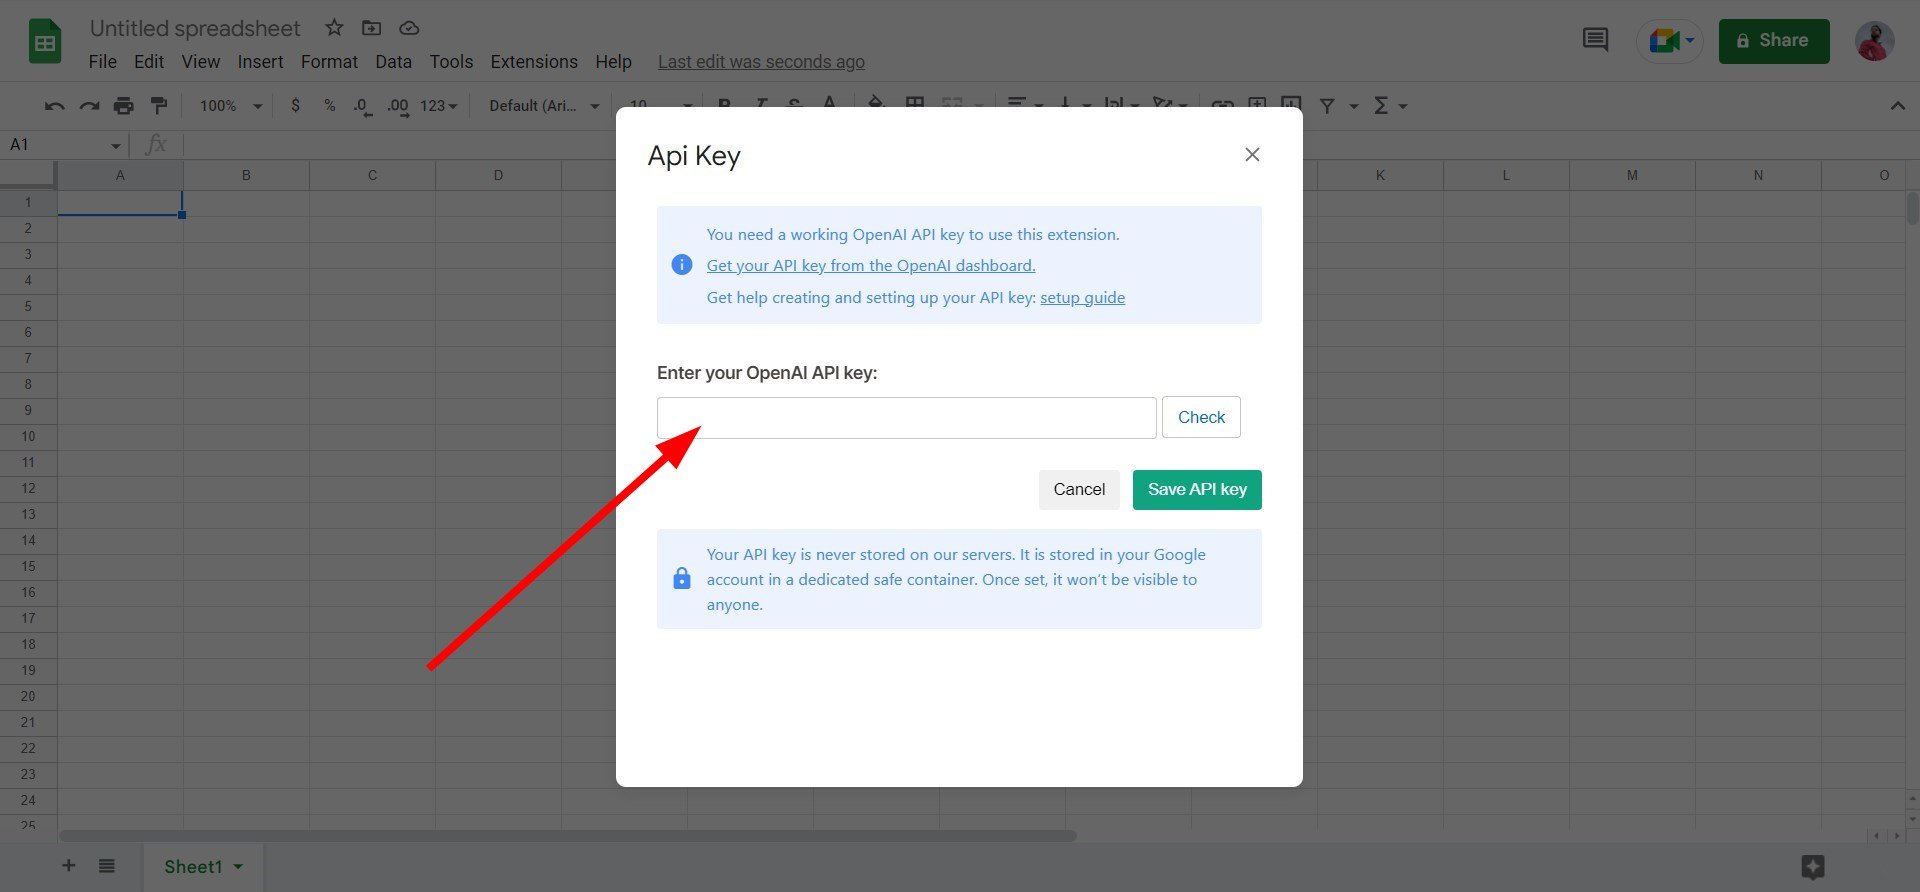 Untitled spreadsheet
File Edit View Insert Format Data Tools Extensions Help Last edit was seconds ago
Share
100% $ % .0 .00 123 Default (Ari... 10
A1 fx
A B C D K L M N O
1
2
3
4
5
6
7
8
9
10
11
12
13
14
15
16
17
18
19
20
21
22
23
24
25
Api Key
You need a working OpenAI API key to use this extension.
Get your API key from the OpenAI dashboard.
Get help creating and setting up your API key: setup guide
Enter your OpenAI API key:
Check
Cancel Save API key
Your API key is never stored on our servers. It is stored in your Google
account in a dedicated safe container. Once set, it won't be visible to
anyone.
Sheet1